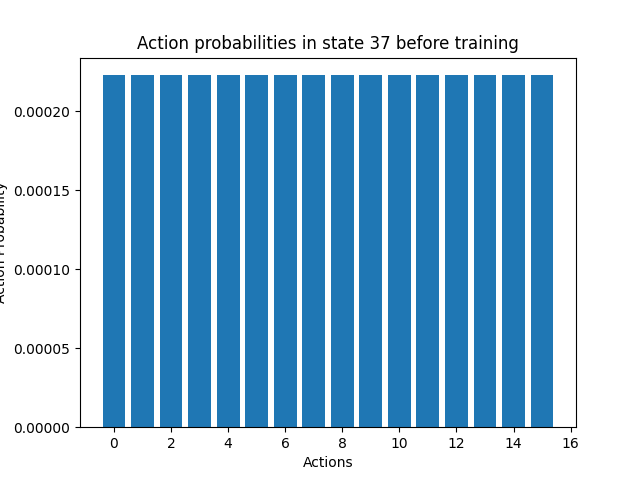 Action probabilities in state 37 before training
0.00020
0.00015
0.00010
0.00005
0.00000
Action Probability
0 2 4 6 8 10 12 14 16
Actions